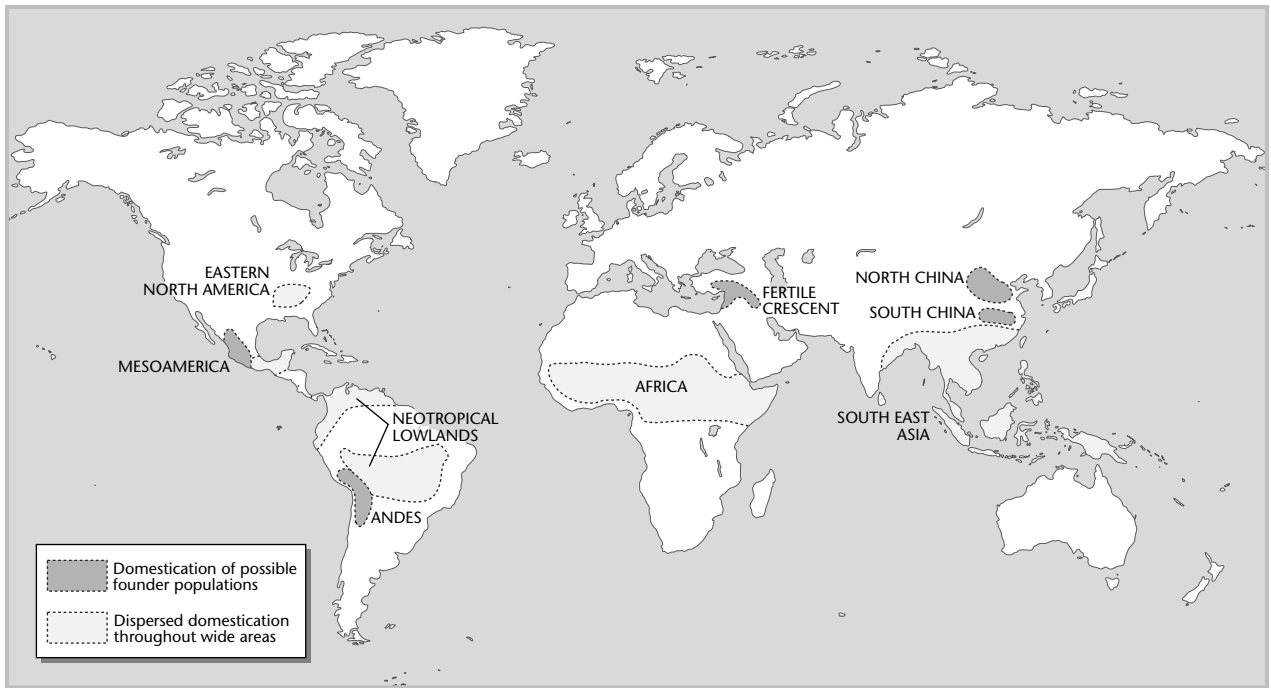 EASTERN
NORTH AMERICA
MESOAMERICA
NEOTROPICAL
LOWLANDS
ANDES
AFRICA
FERTILE
CRESCENT
NORTH CHINA
SOUTH CHINA
SOUTH EAST
ASIA
Domestication of possible
founder populations
Dispersed domestication
throughout wide areas